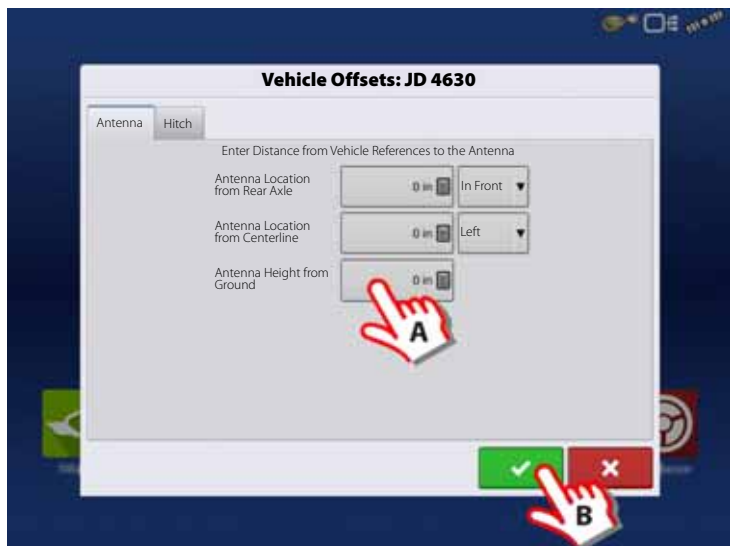 Vehicle Offsets: JD 4630
Antenna Hitch
Enter Distance from Vehicle References to the Antenna
Antenna Location
from Rear Axle
0 in In Front
Antenna Location
from Centerline
0 in Left
Antenna Height from
Ground
0 in
A
B